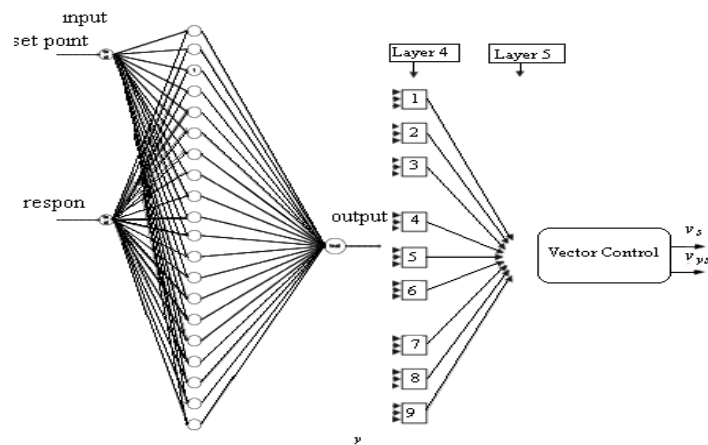 input
set point
respon
output
Layer 4
Layer 5
1
2
3
4
5
6
7
8
9
Vector Control
v s
v ys
y